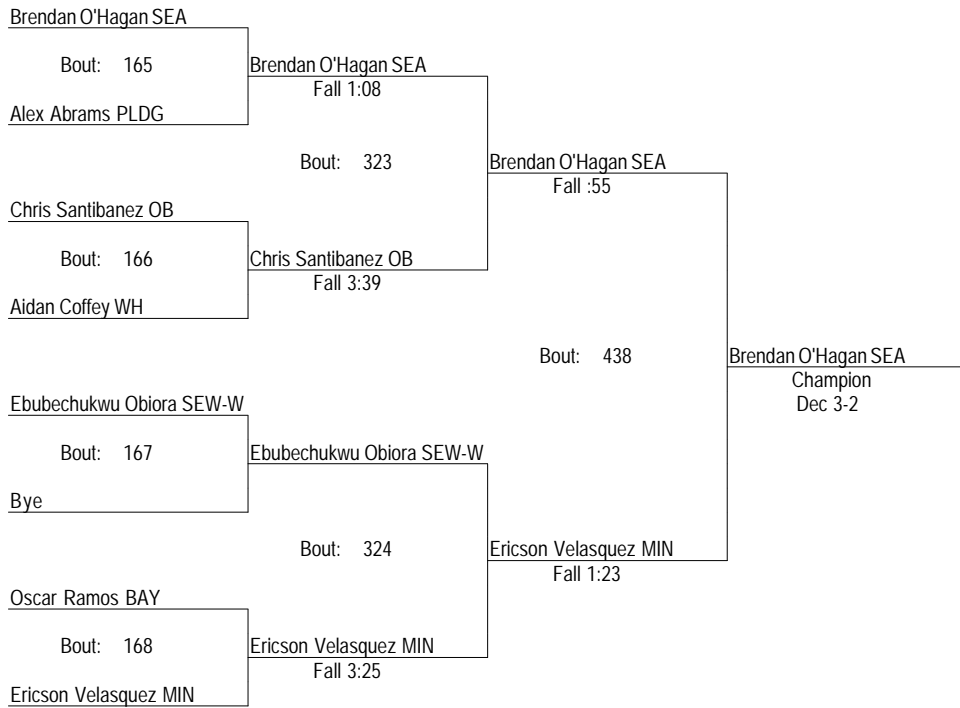 Brendan O'Hagan SEA
Bout: 165
Alex Abrams PLDG
Brendan O'Hagan SEA
Fall 1:08
Bout: 323
Chris Santibanez OB
Bout: 166
Aidan Coffey WH
Chris Santibanez OB
Fall 3:39
Brendan O'Hagan SEA
Fall :55
Bout: 438
Ebubechukwu Obiora SEW-W
Bout: 167
Bye
Ebubechukwu Obiora SEW-W
Bout: 324
Oscar Ramos BAY
Bout: 168
Ericson Velasquez MIN
Ericson Velasquez MIN
Fall 3:25
Ericson Velasquez MIN
Fall 1:23
Brendan O'Hagan SEA
Champion
Dec 3-2